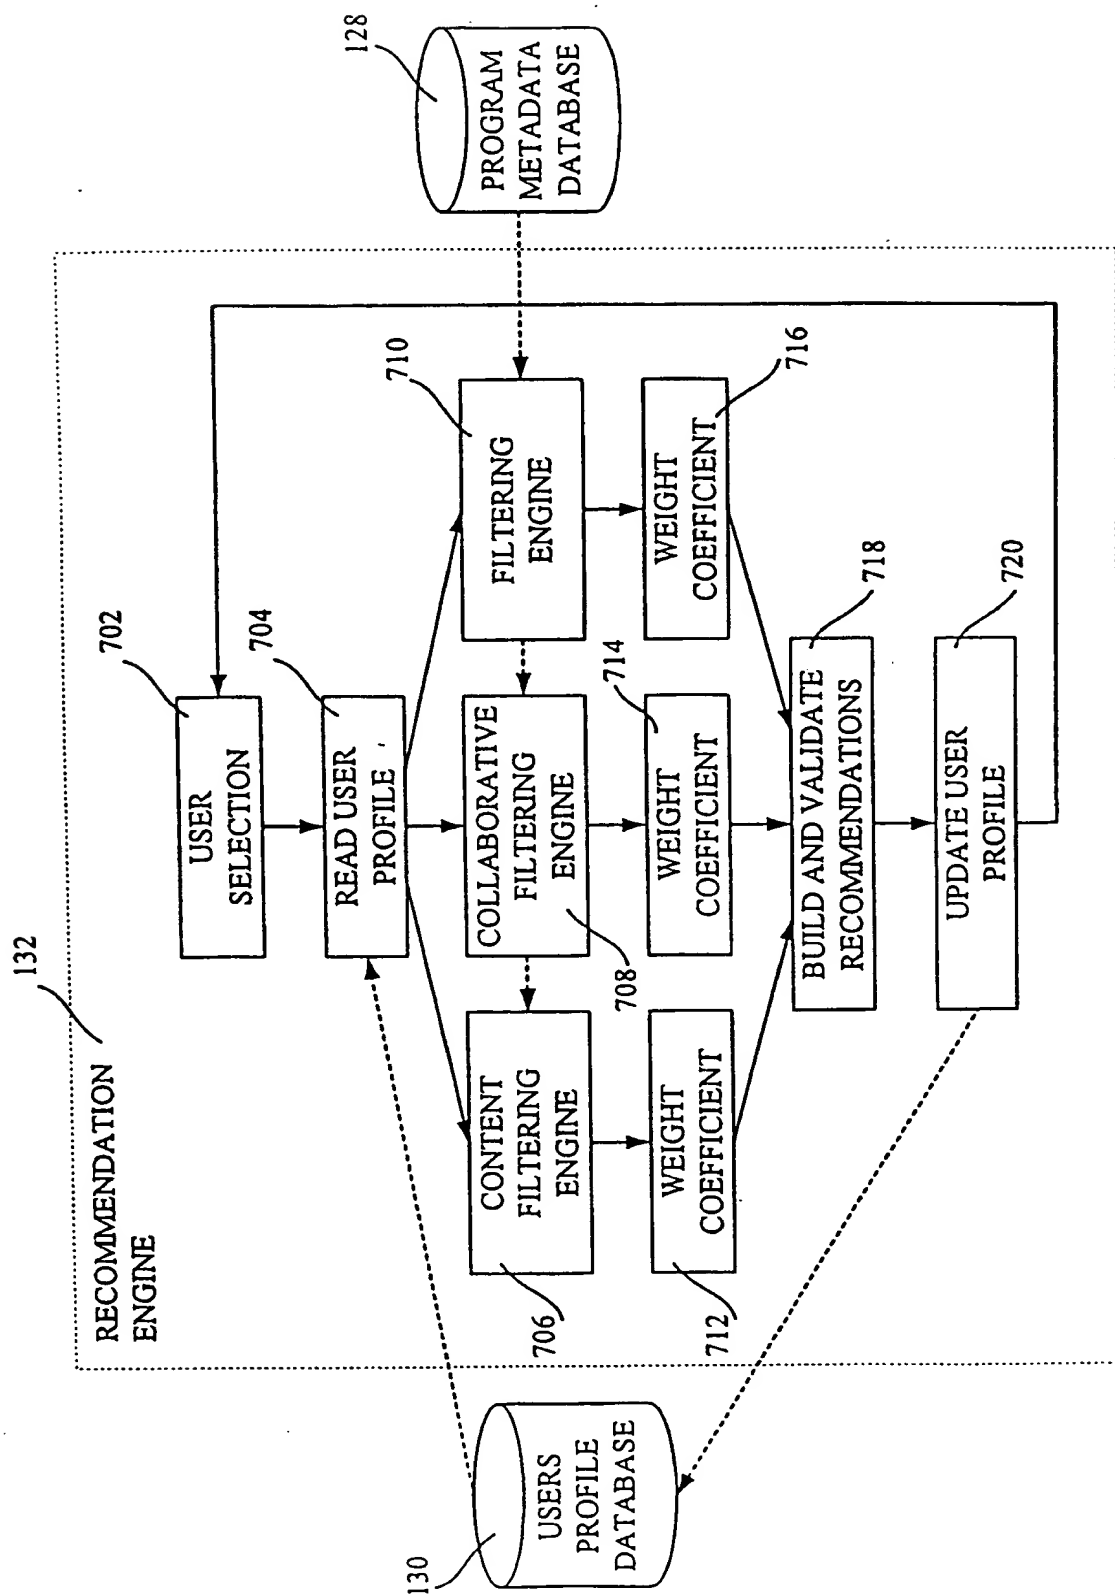 RECOMMENDATION
ENGINE
132
USER
SELECTION
702
READ USER
PROFILE
704
CONTENT
FILTERING
ENGINE
706
COLLABORATIVE
FILTERING
ENGINE
708
FILTERING
ENGINE
710
WEIGHT
COEFFICIENT
712
WEIGHT
COEFFICIENT
714
WEIGHT
COEFFICIENT
716
BUILD AND VALIDATE
RECOMMENDATIONS
718
UPDATE USER
PROFILE
720
USERS
PROFILE
DATABASE
130
PROGRAM
METADATA
DATABASE
128